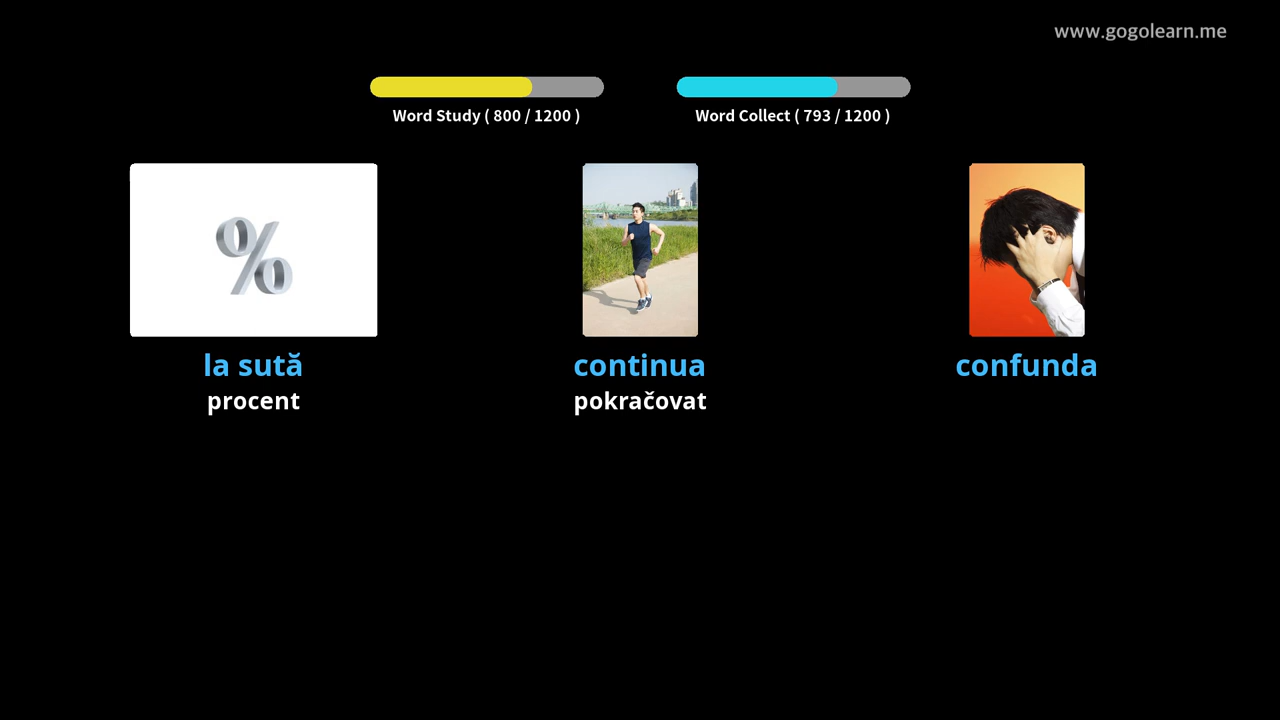 www.gogolearn.me
Word Study ( 800 / 1200 )
Word Collect ( 793 / 1200 )
%
la sută
continua
confunda
procent
pokračovat